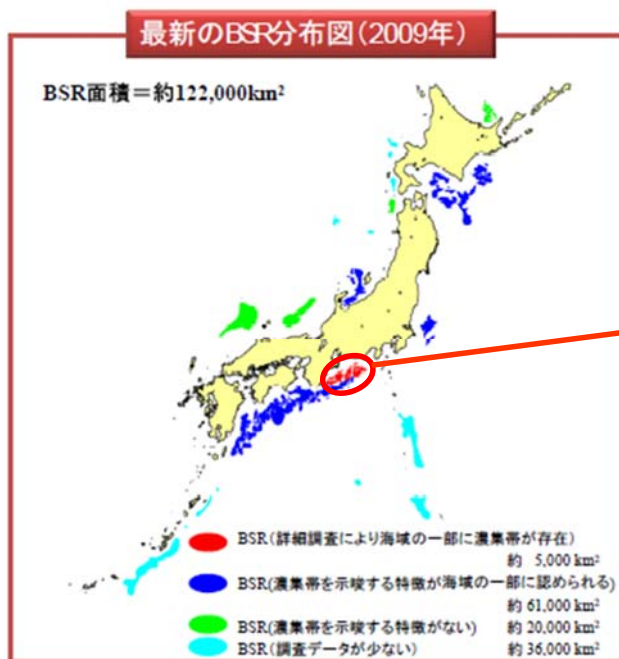 最新のBSR分布図（2009年）
BSR面積＝約122,000km²
BSR（詳細調査により海域の一部に濃集帯が存在）
約 5,000 km²
BSR(濃集帯を示唆する特徴が海域の一部に認められる)
約 61,000 km²
BSR(濃集帯を示唆する特徴がない) 約 20,000 km²
BSR（調査データが少ない） 約 36,000 km²